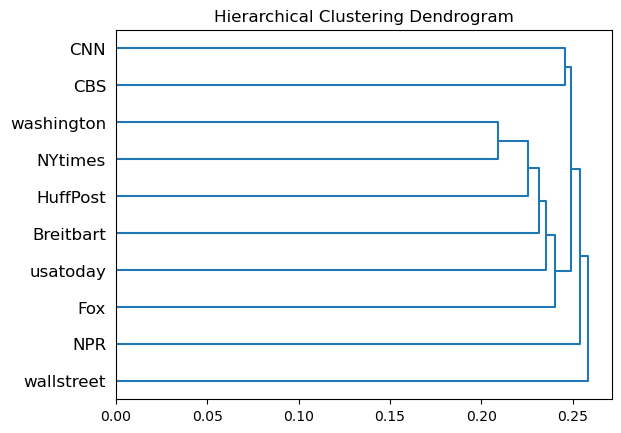 Hierarchical Clustering Dendrogram
CNN
CBS
washington
NYtimes
HuffPost
Breitbart
usatoday
Fox
NPR
wallstreet
0.00 0.05 0.10 0.15 0.20 0.25